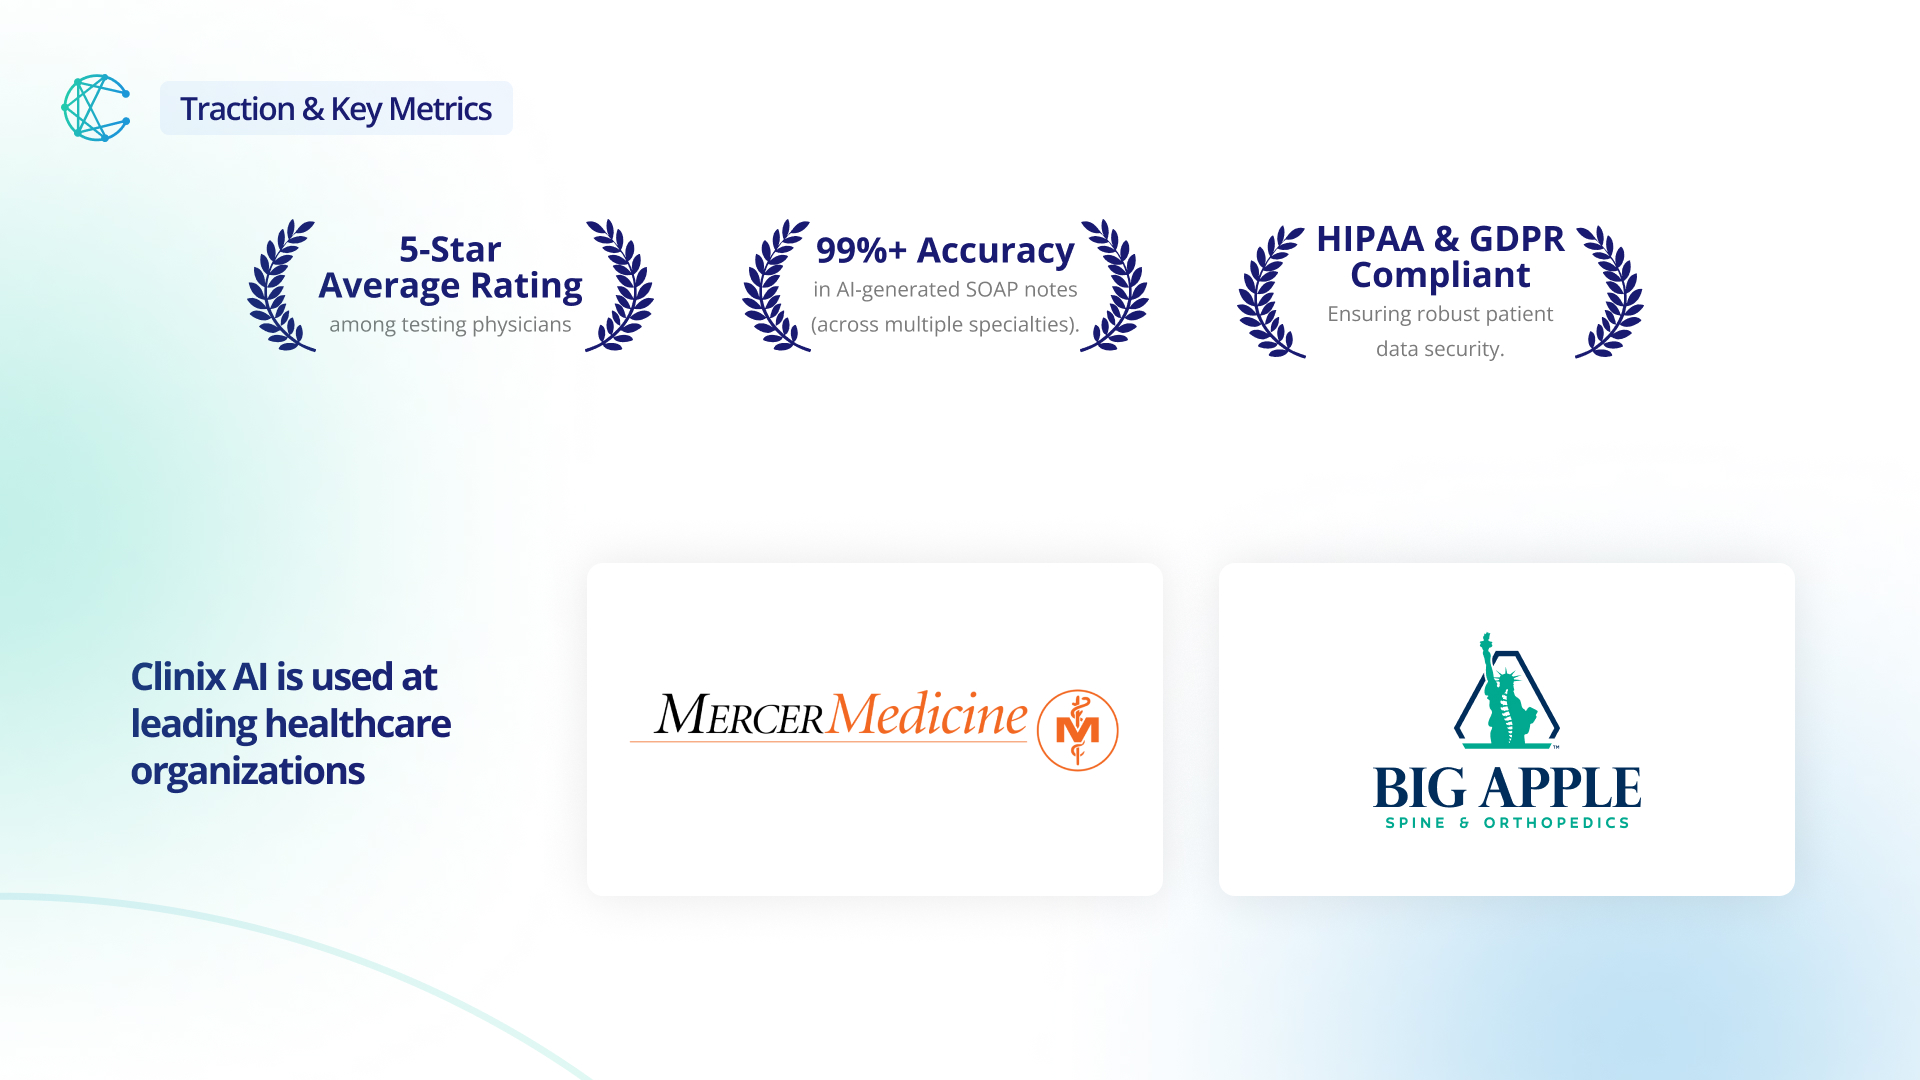 Traction & Key Metrics
5-Star
Average Rating
among testing physicians
99%+ Accuracy
in AI-generated SOAP notes
(across multiple specialties).
HIPAA & GDPR
Compliant
Ensuring robust patient
data security.
Clinix AI is used at
leading healthcare
organizations
MERCER Medicine
M
BIG APPLE
SPINE & ORTHOPEDICS
™